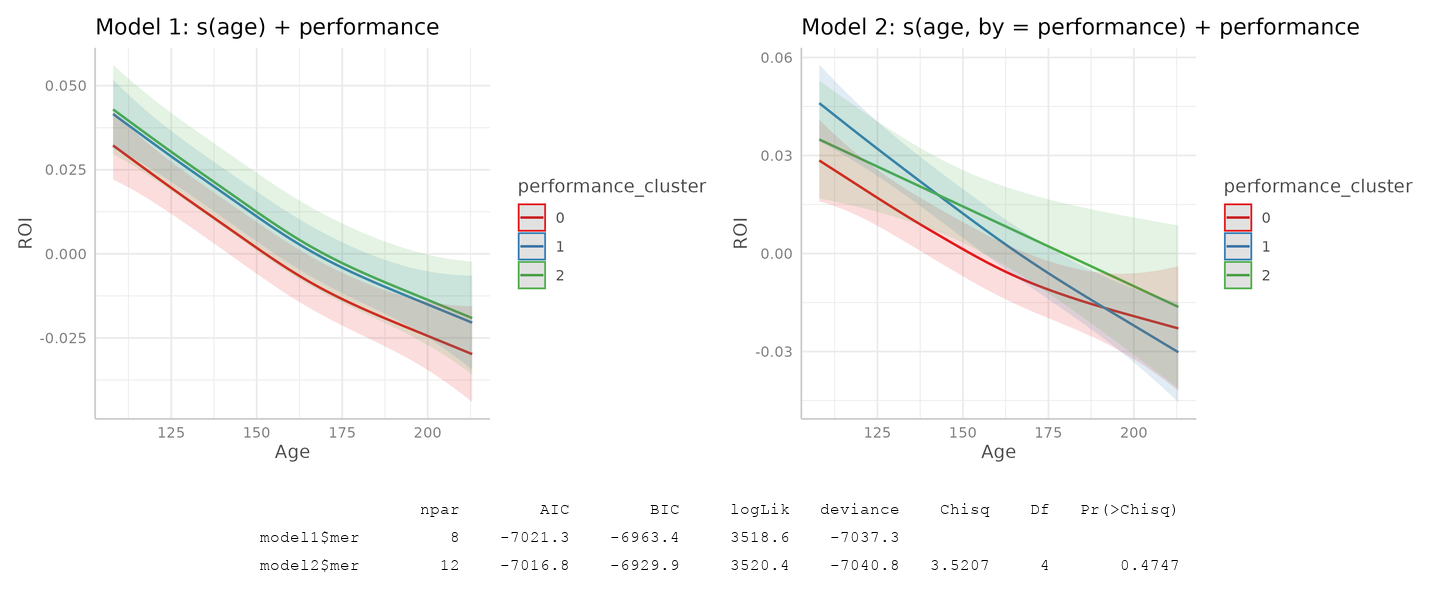 Model 1: s(age) + performance
0.050
0.025
0.000
-0.025
ROI
125 150 175 200
Age
performance_cluster
0
1
2
Model 2: s(age, by = performance) + performance
0.06
0.03
0.00
-0.03
ROI
125 150 175 200
Age
performance_cluster
0
1
2
npar AIC BIC logLik deviance Chisq Df Pr(>Chisq)
model1$mer 8 -7021.3 -6963.4 3518.6 -7037.3
model2$mer 12 -7016.8 -6929.9 3520.4 -7040.8 3.5207 4 0.4747